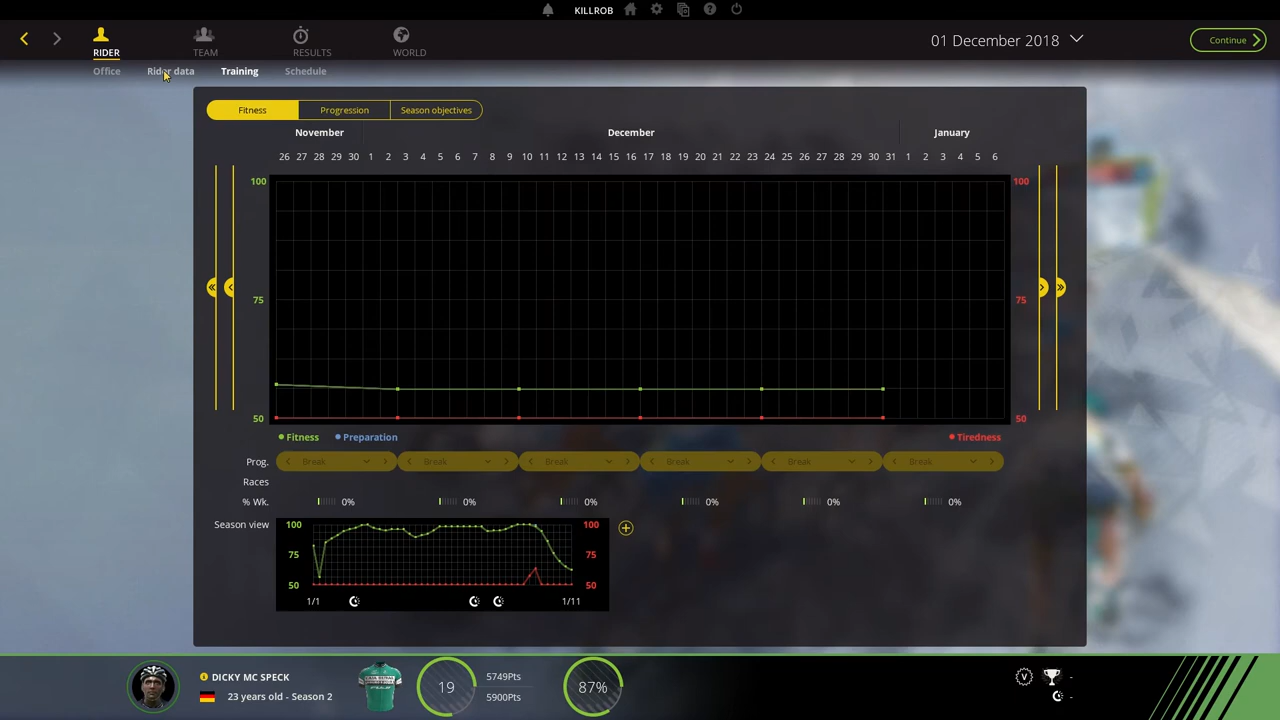 KILLROB
RIDER TEAM RESULTS WORLD
01 December 2018
Continue
Office Rider data Training Schedule
Fitness Progression Season objectives
November December January
26 27 28 29 30 1 2 3 4 5 6 7 8 9 10 11 12 13 14 15 16 17 18 19 20 21 22 23 24 25 26 27 28 29 30 31 1 2 3 4 5 6
100 100
75 75
50 50
Fitness Preparation Tiredness
Prog. Break Break Break Break Break Break
Races
% Wk. 0% 0% 0% 0% 0% 0%
Season view 100 100
75 75
50 50
1/1 1/11
DICKY MC SPECK
23 years old - Season 2
19
5749Pts
5900Pts
87%
V -
-